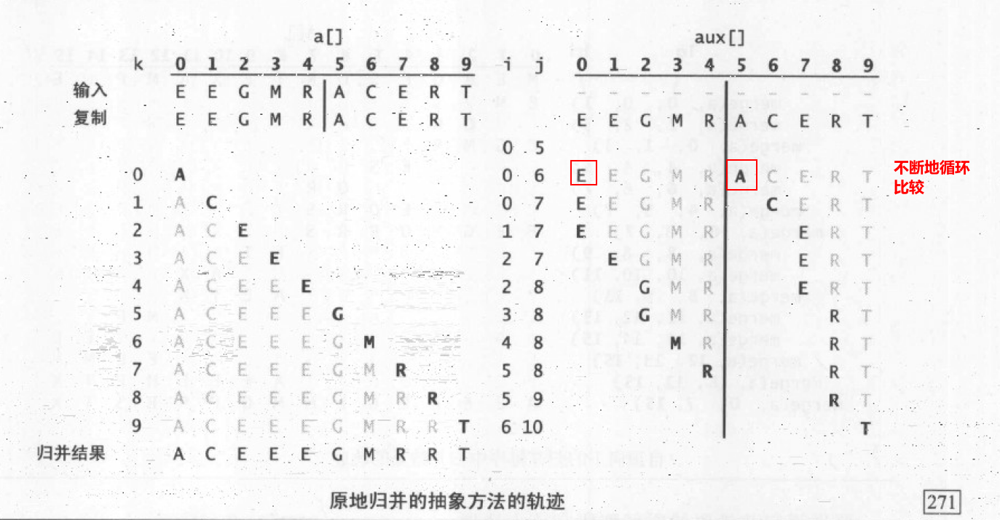 a[] aux[]
k 0 1 2 3 4 5 6 7 8 9 i j 0 1 2 3 4 5 6 7 8 9
输入 E E G M R A C E R T - - - - - - - - - -
复制 E E G M R A C E R T E E G M R A C E R T
0 5
0 A 0 6 E E G M R A C E R T 不断地循环
比较
1 A C 0 7 E E G M R C E R T
2 A C E 1 7 E E G M R E R T
3 A C E E 2 7 E G M R E R T
4 A C E E E 2 8 G M R E R T
5 A C E E E G 3 8 G M R R T
6 A C E E E G M 4 8 M R R T
7 A C E E E G M R 5 8 R R T
8 A C E E E G M R R 5 9 R T
9 A C E E E G M R R T 6 10 T
归并结果 A C E E E G M R R T
原地归并的抽象方法的轨迹
271